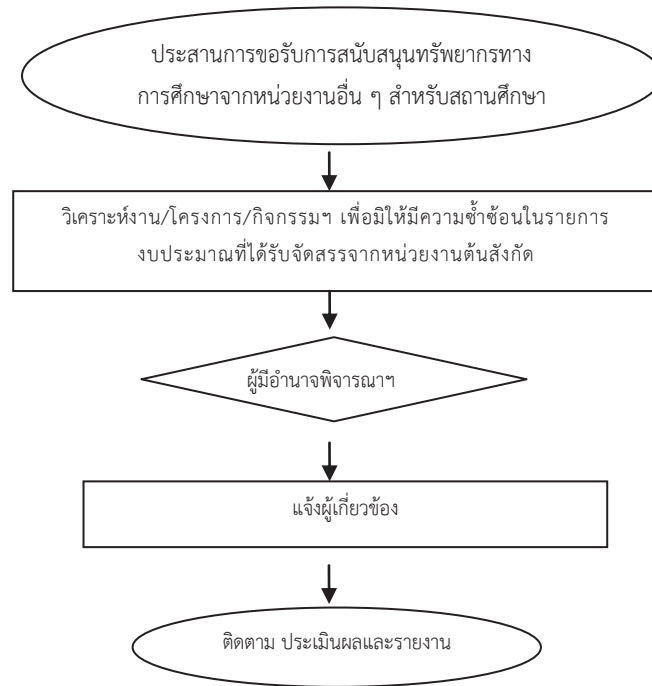 ประสานการขอรับการสนับสนุนทรัพยากรทาง
การศึกษาจากหน่วยงานอื่น ๆ สำหรับสถานศึกษา
วิเคราะห์งาน/โครงการ/กิจกรรมฯ เพื่อมิให้มีความซ้ำซ้อนในรายการ
งบประมาณที่ได้รับจัดสรรจากหน่วยงานต้นสังกัด
ผู้มีอำนาจพิจารณาฯ
แจ้งผู้เกี่ยวข้อง
ติดตาม ประเมินผลและรายงาน